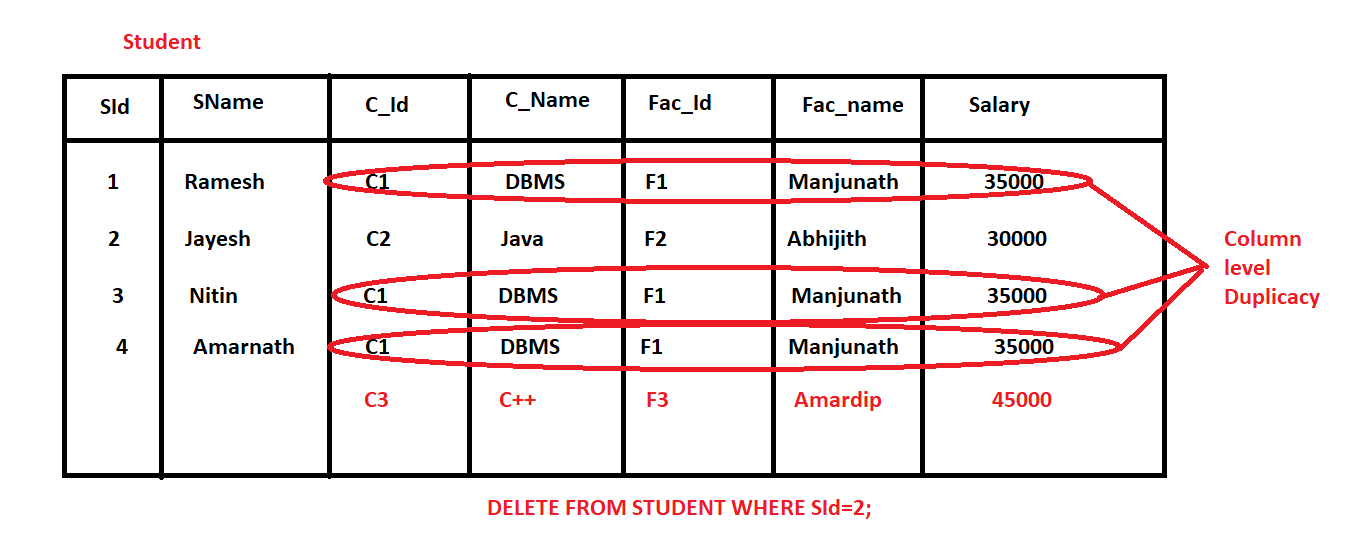 Student
SId SName C_Id C_Name Fac_Id Fac_name Salary
1 Ramesh C1 DBMS F1 Manjunath 35000
2 Jayesh C2 Java F2 Abhijith 30000
3 Nitin C1 DBMS F1 Manjunath 35000
4 Amarnath C1 DBMS F1 Manjunath 35000
C3 C++ F3 Amardip 45000
Column
level
Duplicacy
DELETE FROM STUDENT WHERE SId=2;